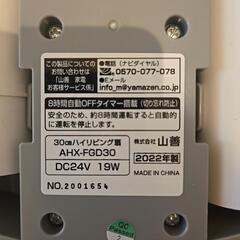 この製品についての
お問い合わせは
「山善 家電
お客様サービス係」
●電話(ナビダイヤル)
0570-077-078
●Eメール
info_m@yamazen.co.jp
8時間自動OFFタイマー搭載(切り忘れ防止)
安全のため、約8時間運転すると、自動的
に運転を停止します。
30cmハイリビング扇
AHX-FGD30
DC24V 19W
株式会社 山善
2022年製
MADE IN CHINA
NO. 2001654
QC
Passed